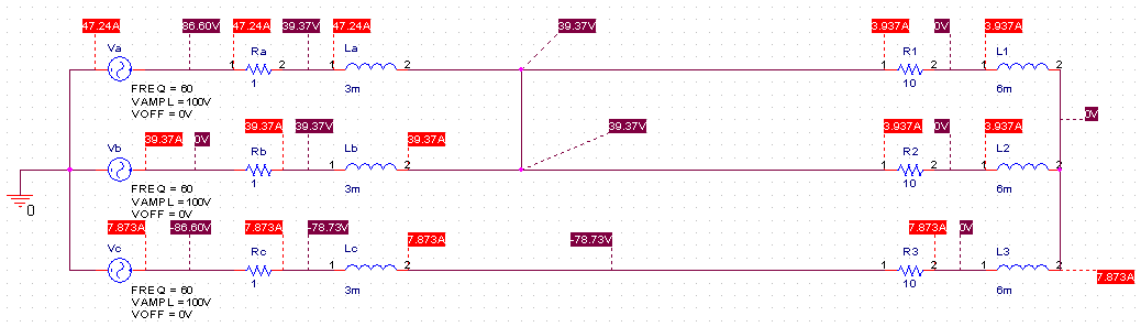 47.24A 86.60V 47.24A 39.37V 47.24A 39.37V 3.937A 0V 3.937A
Va Ra La R1 L1
1 2 1 2 1 2 1 2
1 3m 10 6m
FREQ = 60
VAMPL = 100V
VOFF = 0V
0V
39.37A 0V 39.37A 39.37V 39.37A 39.37V 3.937A 0V 3.937A
Vb Rb Lb R2 L2
1 2 1 2 1 2 1 2
1 3m 10 6m
FREQ = 60
VAMPL = 100V
VOFF = 0V
0
7.873A -86.60V 7.873A -78.73V 7.873A -78.73V 7.873A 0V
Vc Rc Lc R3 L3
1 2 1 2 1 2 1 2
7.873A
1 3m 10 6m
FREQ = 60
VAMPL = 100V
VOFF = 0V